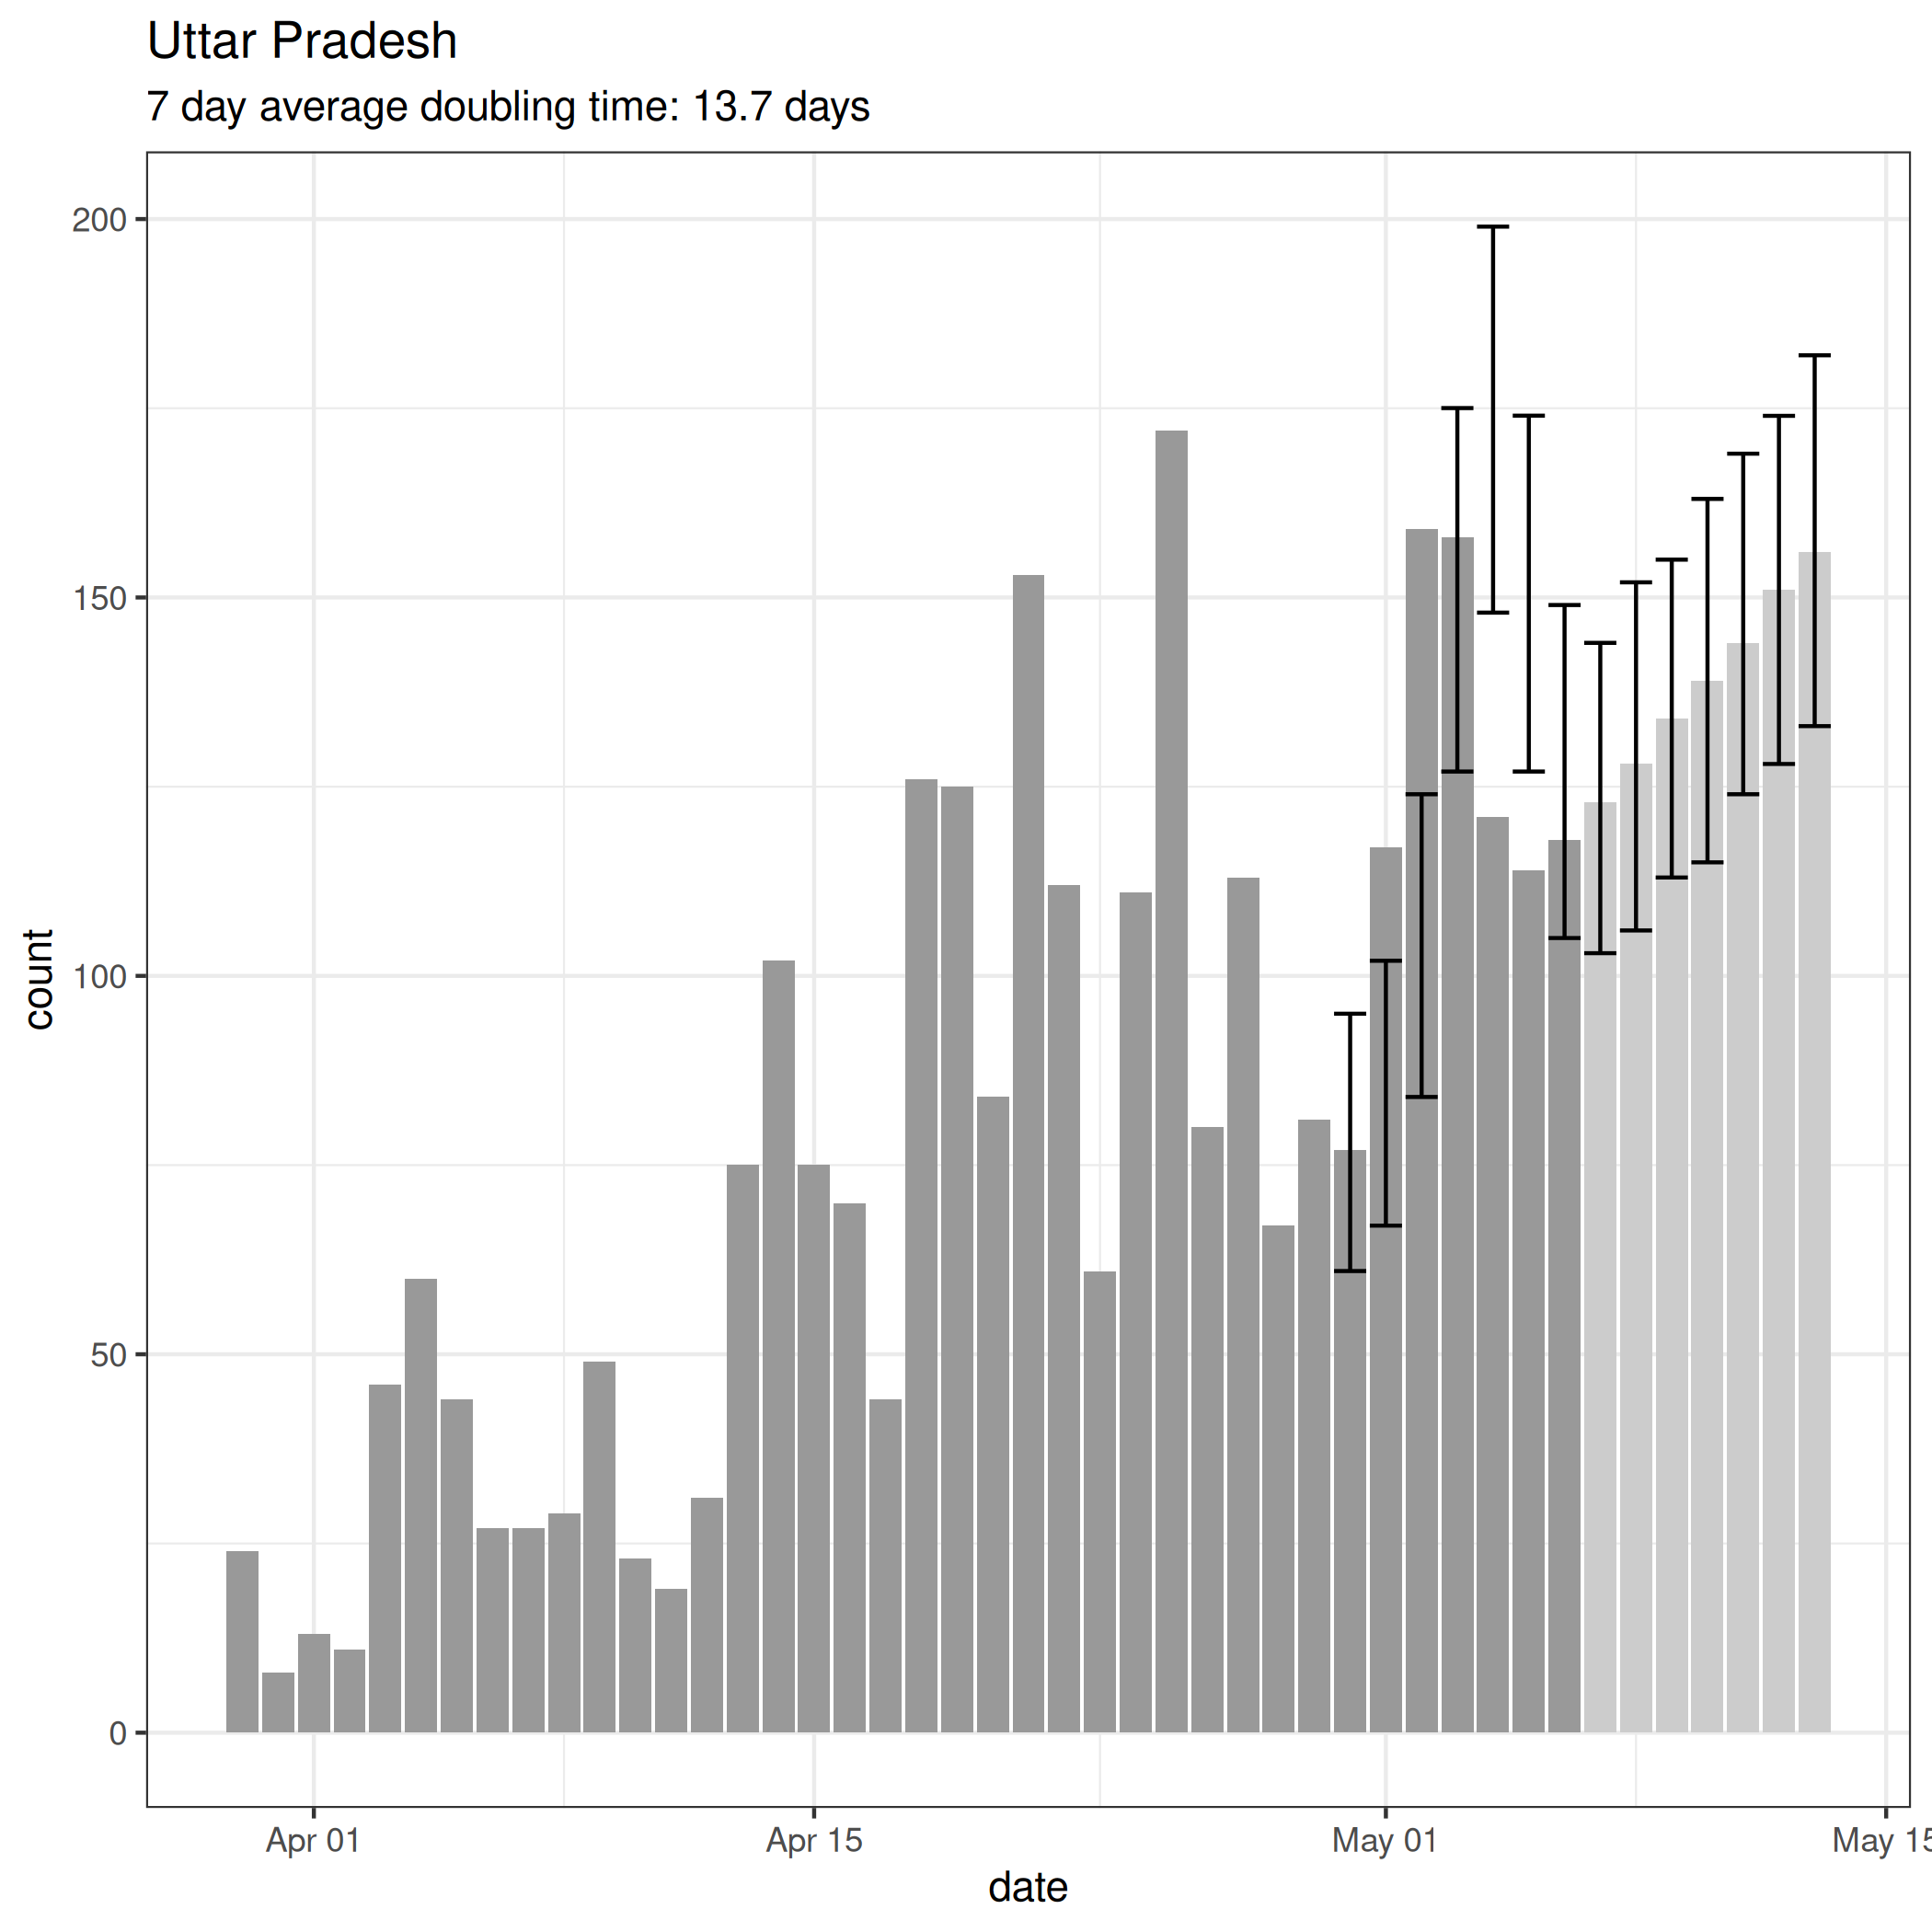 Uttar Pradesh
7 day average doubling time: 13.7 days
200
150
100
50
0
count
Apr 01
Apr 15
May 01
May 15
date